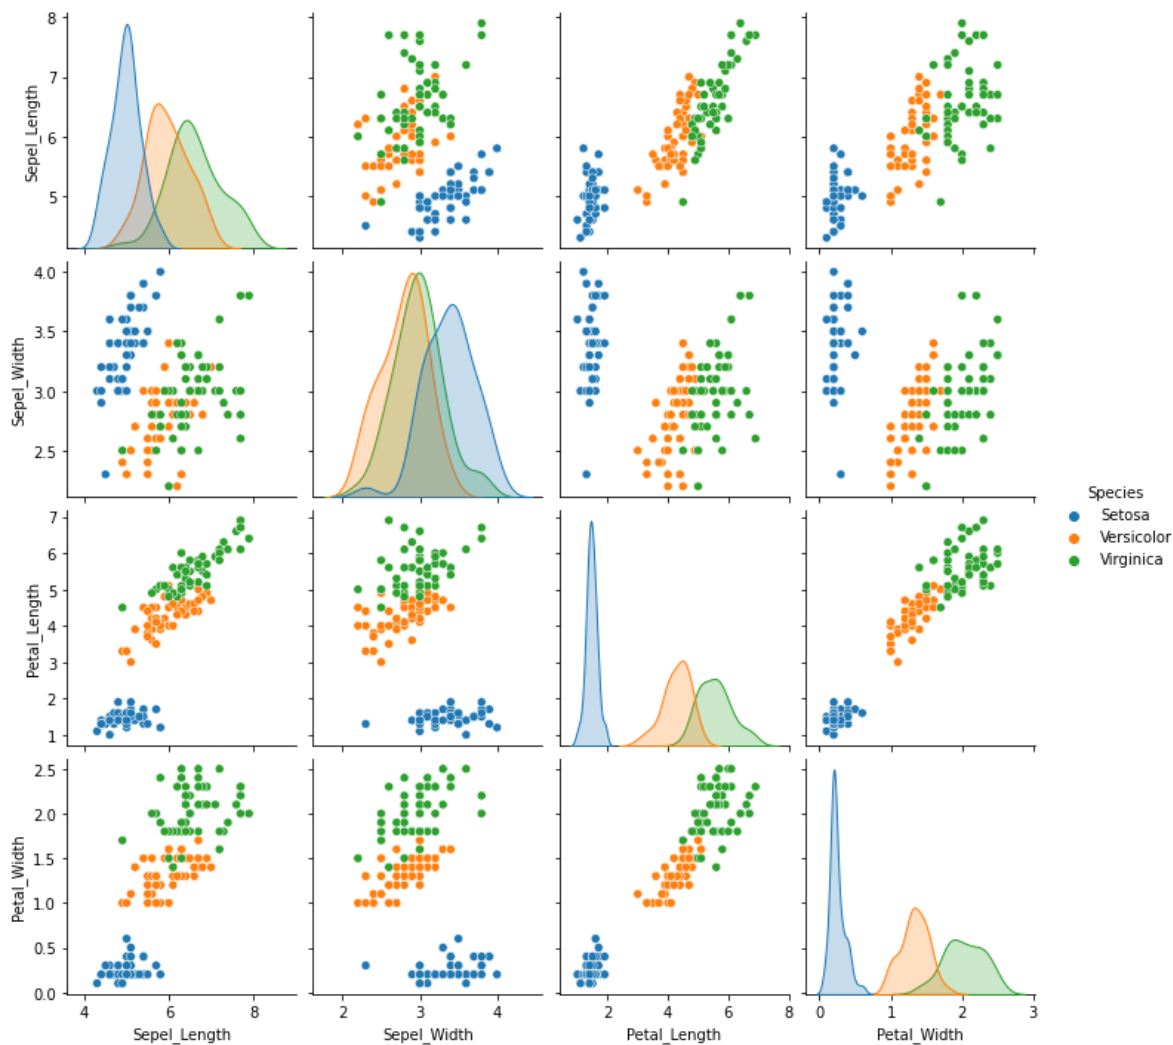 8
7
6
5
Sepel_Length
4.0
3.5
3.0
2.5
Sepel_Width
Species
Setosa
Versicolor
Virginica
7
6
5
4
3
2
1
Petal_Length
2.5
2.0
1.5
1.0
0.5
0.0
Petal_Width
4 6 8
2 3 4
0 2 4 6 8
0 1 2 3
Sepel_Length Sepel_Width Petal_Length Petal_Width